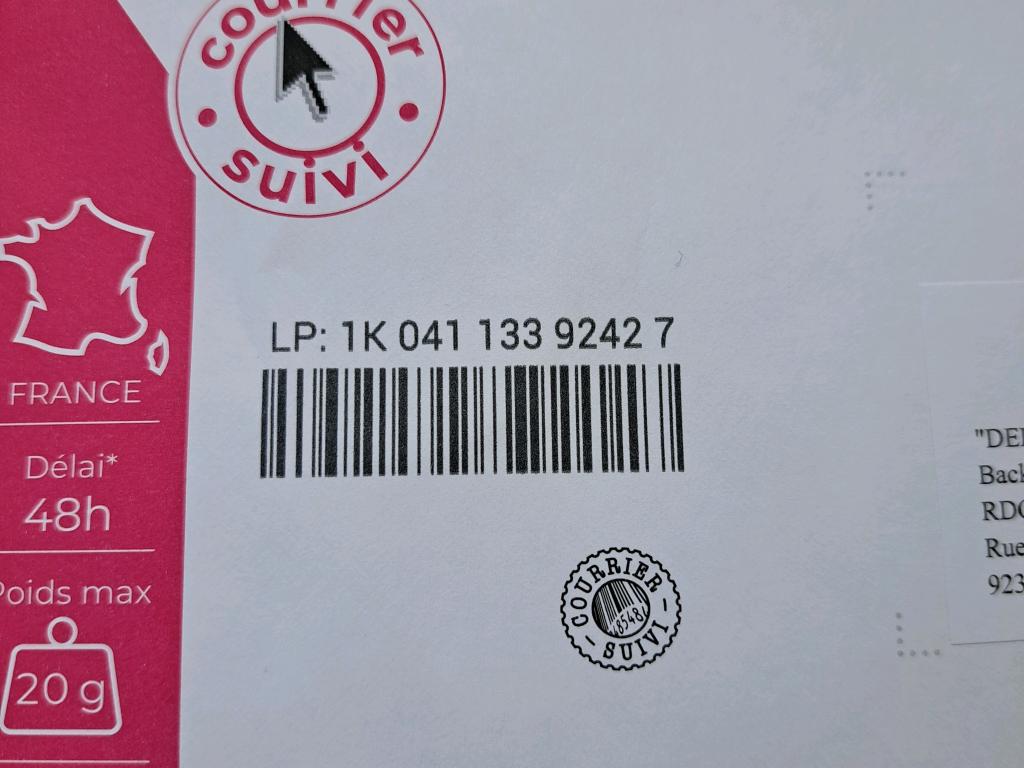 courrier
suivi
FRANCE
Délai*
48h
Poids max
20 g
LP: 1K 041 133 9242 7
COURRIER
SUIVI
"DE
Back
RDC
Rue
923